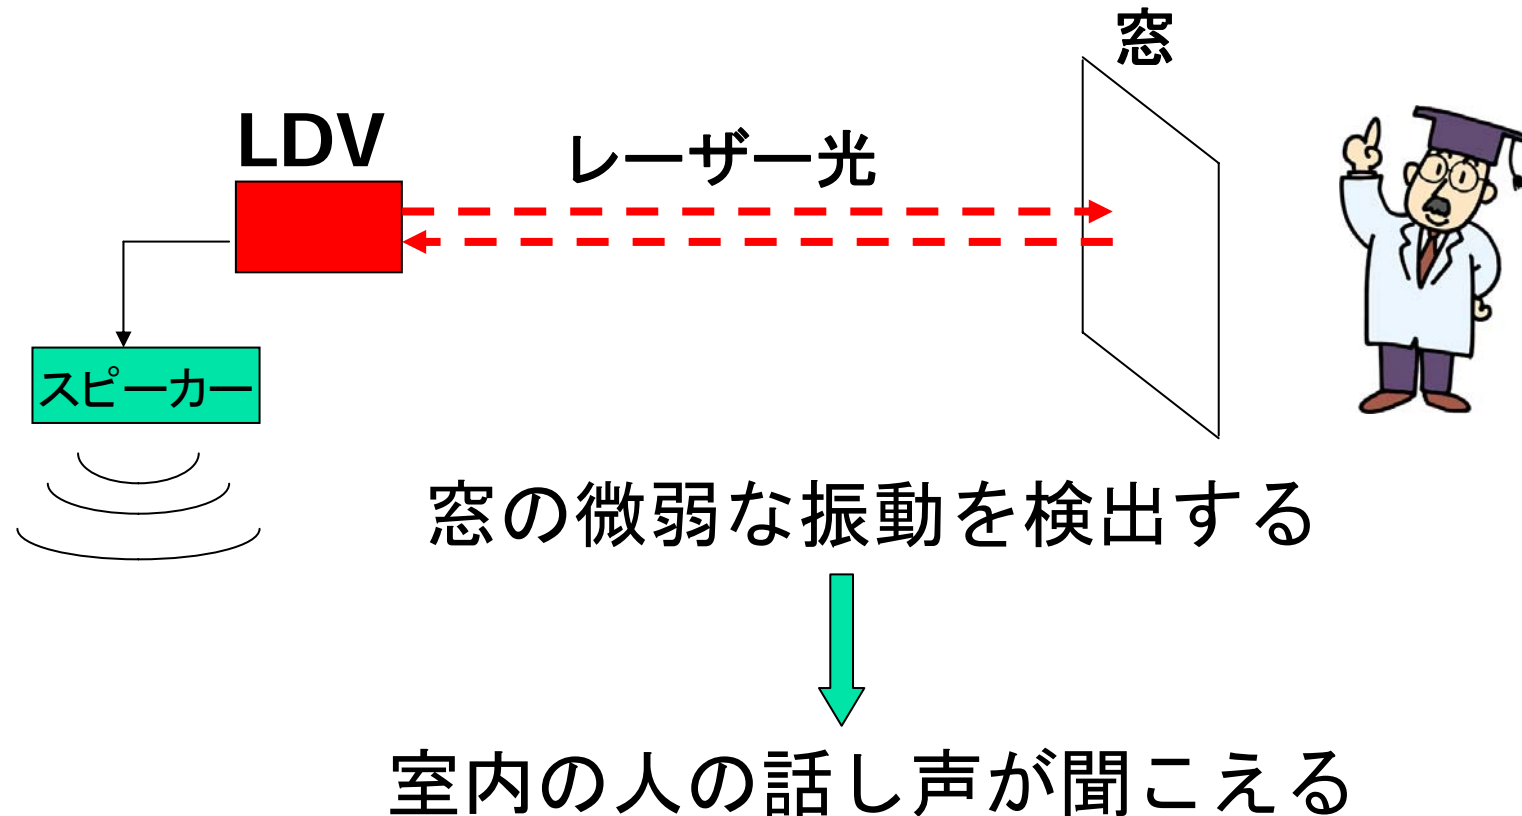 窓
LDV
レーザー光
スピーカー
窓の微弱な振動を検出する
室内の人の話し声が聞こえる